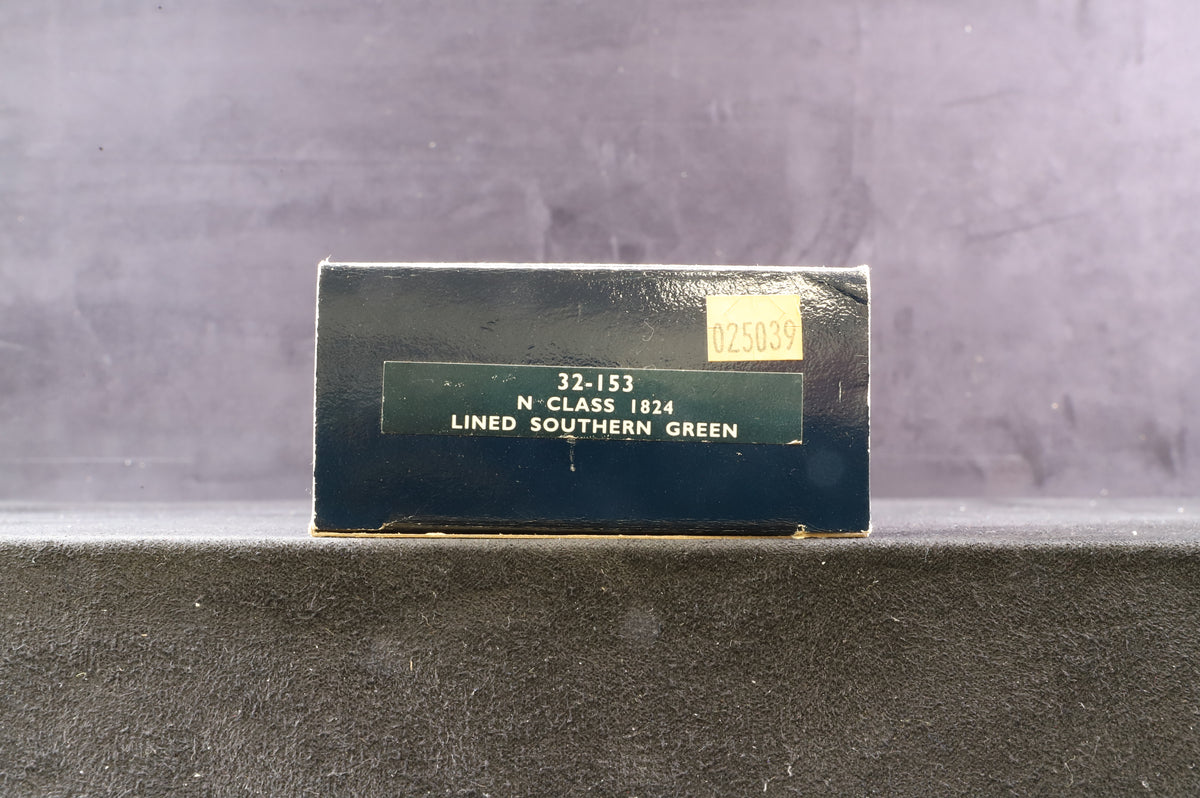 025039
32-153
N CLASS 1824
LINED SOUTHERN GREEN